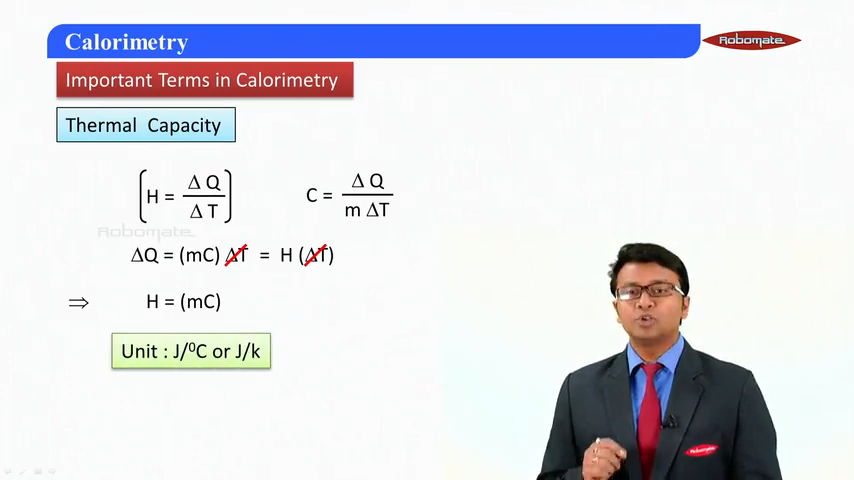 Calorimetry
Robomate
Important Terms in Calorimetry
Thermal Capacity
[H = ΔQ / ΔT] C = ΔQ / m ΔT
Robomate
ΔQ = (mC) ΔT = H (ΔT)
⇒ H = (mC)
Unit : J/⁰C or J/k
Robomate